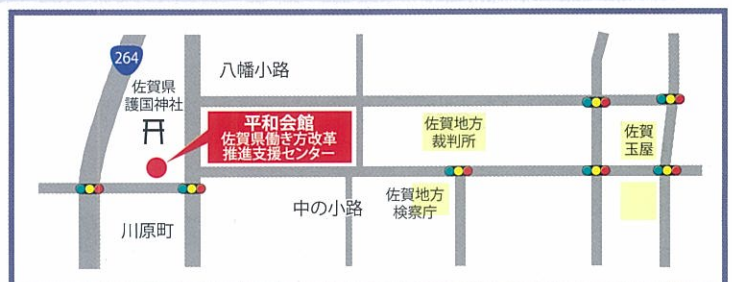 264
八幡小路
佐賀県
護国神社
平和会館
佐賀県働き方改革
推進支援センター
佐賀地方
裁判所
佐賀
玉屋
中の小路
佐賀地方
検察庁
川原町